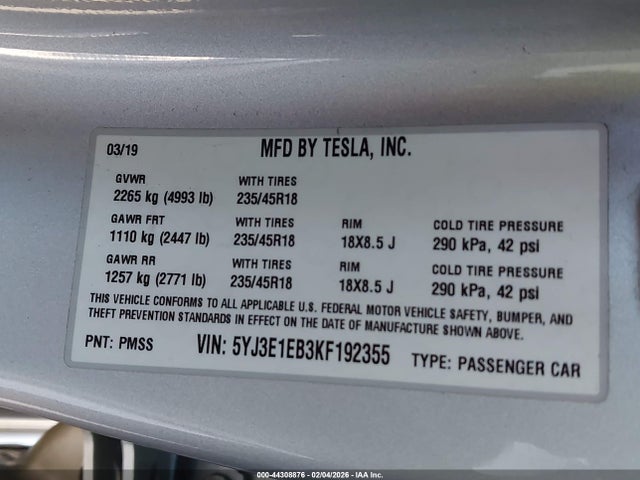 03/19 MFD BY TESLA, INC.
GVWR WITH TIRES
2265 kg (4993 lb) 235/45R18
GAWR FRT WITH TIRES RIM COLD TIRE PRESSURE
1110 kg (2447 lb) 235/45R18 18X8.5 J 290 kPa, 42 psi
GAWR RR WITH TIRES RIM COLD TIRE PRESSURE
1257 kg (2771 lb) 235/45R18 18X8.5 J 290 kPa, 42 psi
THIS VEHICLE CONFORMS TO ALL APPLICABLE U.S. FEDERAL MOTOR VEHICLE SAFETY, BUMPER, AND
THEFT PREVENTION STANDARDS IN EFFECT ON THE DATE OF MANUFACTURE SHOWN ABOVE.
PNT: PMSS VIN: 5YJ3E1EB3KF192355 TYPE: PASSENGER CAR
000-44308876 - 02/04/2026 - IAA Inc.